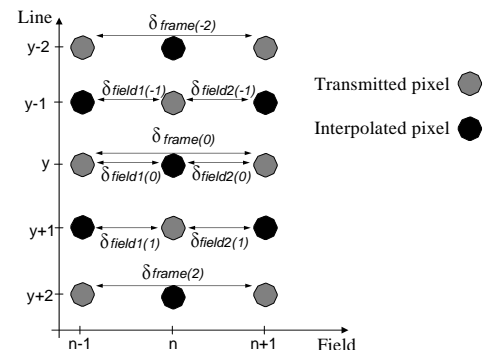 Line
y-2
δframe(-2)
y-1
δfield1(-1)
δfield2(-1)
Transmitted pixel
δframe(0)
Interpolated pixel
y
δfield1(0)
δfield2(0)
y+1
δfield1(1)
δfield2(1)
δframe(2)
y+2
n-1
n
n+1
Field